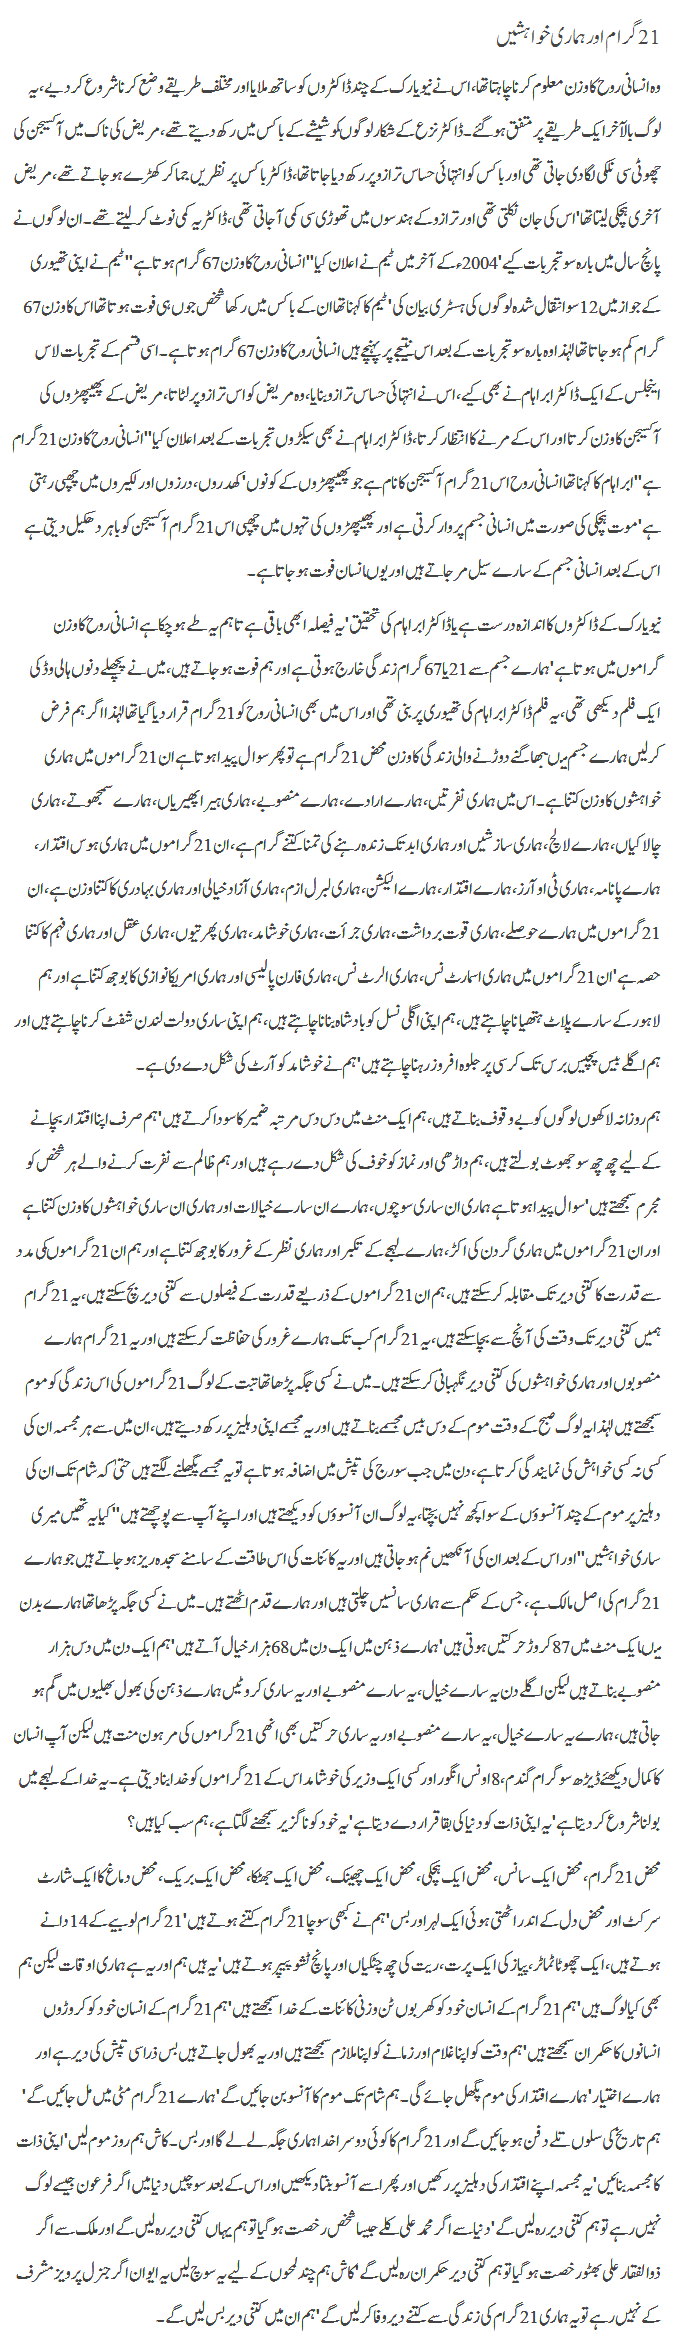 21 گرام اور ہماری خواہشیں
وہ انسانی روح کا وزن معلوم کرنا چاہتا تھا، اس نے نیویارک کے چند ڈاکٹروں کو ساتھ ملایا اور مختلف طریقے وضع کرنا شروع کر دیے، یہ
لوگ بالآخر ایک طریقے پر متفق ہو گئے۔ ڈاکٹر نزع کے شکار لوگوں کو شیشے کے باکس میں رکھ دیتے تھے، مریض کی ناک میں آکسیجن کی
چھوٹی سی نلکی لگا دی جاتی تھی اور باکس کو انتہائی حساس ترازو پر رکھ دیا جاتا تھا، ڈاکٹر باکس پر نظریں جما کر کھڑے ہو جاتے تھے، مریض
آخری ہچکی لیتا تھا' اس کی جان نکلتی تھی اور ترازو کے ہندسوں میں تھوڑی سی کمی آ جاتی تھی، ڈاکٹر یہ کمی نوٹ کر لیتے تھے۔ ان لوگوں نے
پانچ سال میں بارہ سو تجربات کیے' 2004ء کے آخر میں ٹیم نے اعلان کیا ''انسانی روح کا وزن 67 گرام ہوتا ہے'' ٹیم نے اپنی تھیوری
کے جواز میں 12 سو انتقال شدہ لوگوں کی ہسٹری بیان کی' ٹیم کا کہنا تھا ان کے باکس میں رکھا شخص جوں ہی فوت ہوتا تھا اس کا وزن 67
گرام کم ہو جاتا تھا لہٰذا وہ بارہ سو تجربات کے بعد اس نتیجے پر پہنچے ہیں انسانی روح کا وزن 67 گرام ہوتا ہے۔ اسی قسم کے تجربات لاس
اینجلس کے ایک ڈاکٹر ابراہام نے بھی کیے، اس نے انتہائی حساس ترازو بنایا، وہ مریض کو اس ترازو پر لٹاتا، مریض کے پھیپھڑوں کی
آکسیجن کا وزن کرتا اور اس کے مرنے کا انتظار کرتا، ڈاکٹر ابراہام نے بھی سیکڑوں تجربات کے بعد اعلان کیا ''انسانی روح کا وزن 21 گرام
ہے'' ابراہام کا کہنا تھا انسانی روح اس 21 گرام آکسیجن کا نام ہے جو پھیپھڑوں کے کونوں' کھدروں، درزوں اور لکیروں میں چھپی رہتی
ہے' موت ہچکی کی صورت میں انسانی جسم پر وار کرتی ہے اور پھیپھڑوں کی تہوں میں چھپی اس 21 گرام آکسیجن کو باہر دھکیل دیتی ہے
اس کے بعد انسانی جسم کے سارے سیل مر جاتے ہیں اور یوں انسان فوت ہو جاتا ہے۔
نیویارک کے ڈاکٹروں کا اندازہ درست ہے یا ڈاکٹر ابراہام کی تحقیق' یہ فیصلہ ابھی باقی ہے تاہم یہ طے ہو چکا ہے انسانی روح کا وزن
گراموں میں ہوتا ہے' ہمارے جسم سے 21 یا 67 گرام زندگی خارج ہوتی ہے اور ہم فوت ہو جاتے ہیں، میں نے پچھلے دنوں ہالی وڈ کی
ایک فلم دیکھی تھی، یہ فلم ڈاکٹر ابراہام کی تھیوری پر بنی تھی اور اس میں بھی انسانی روح کو 21 گرام قرار دیا گیا تھا لہٰذا اگر ہم فرض
کر لیں ہمارے جسم میں بھاگنے دوڑنے والی زندگی کا وزن محض 21 گرام ہے تو پھر سوال پیدا ہوتا ہے ان 21 گراموں میں ہماری
خواہشوں کا وزن کتنا ہے۔ اس میں ہماری نفرتیں، ہمارے ارادے، ہمارے منصوبے، ہماری ہیرا پھیریاں، ہمارے سمجھوتے، ہماری
چالاکیاں، ہمارے لالچ، ہماری سازشیں اور ہماری ابد تک زندہ رہنے کی تمنا کتنے گرام ہے، ان 21 گراموں میں ہماری ہوس اقتدار،
ہمارے پانامہ، ہماری ٹی او آرز، ہمارے اقتدار، ہمارے الیکشن، ہماری لبرل ازم، ہماری آزاد خیالی اور ہماری بہادری کا کتنا وزن ہے، ان
21 گراموں میں ہمارے حوصلے، ہماری قوت برداشت، ہماری جرأت، ہماری خوشامد، ہماری پھرتیوں، ہماری عقل اور ہماری فہم کا کتنا
حصہ ہے' ان 21 گراموں میں ہماری اسمارٹ نس، ہماری الرٹ نس، ہماری فارن پالیسی اور ہماری امریکا نوازی کا بوجھ کتنا ہے اور ہم
لاہور کے سارے پلاٹ ہتھیانا چاہتے ہیں، ہم اپنی اگلی نسل کو بادشاہ بنانا چاہتے ہیں، ہم اپنی ساری دولت لندن شفٹ کرنا چاہتے ہیں اور
ہم اگلے بیس پچیس برس تک کرسی پر جلوہ افروز رہنا چاہتے ہیں' ہم نے خوشامد کو آرٹ کی شکل دے دی ہے۔
ہم روزانہ لاکھوں لوگوں کو بے وقوف بناتے ہیں، ہم ایک منٹ میں دس دس مرتبہ ضمیر کا سودا کرتے ہیں' ہم صرف اپنا اقتدار بچانے
کے لیے چھ چھ سو جھوٹ بولتے ہیں، ہم داڑھی اور نماز کو خوف کی شکل دے رہے ہیں اور ہم ظالم سے نفرت کرنے والے ہر شخص کو
مجرم سمجھتے ہیں' سوال پیدا ہوتا ہے ہماری ان ساری سوچوں، ہمارے ان سارے خیالات اور ہماری ان ساری خواہشوں کا وزن کتنا ہے
اور ان 21 گراموں میں ہماری گردن کی اکڑ، ہمارے لہجے کے تکبر اور ہماری نظر کے غرور کا بوجھ کتنا ہے اور ہم ان 21 گراموں کی مدد
سے قدرت کا کتنی دیر تک مقابلہ کر سکتے ہیں، ہم ان 21 گراموں کے ذریعے قدرت کے فیصلوں سے کتنی دیر بچ سکتے ہیں، یہ 21 گرام
ہمیں کتنی دیر تک وقت کی آنچ سے بچا سکتے ہیں، یہ 21 گرام کب تک ہمارے غرور کی حفاظت کر سکتے ہیں اور یہ 21 گرام ہمارے
منصوبوں اور ہماری خواہشوں کی کتنی دیر نگہبانی کر سکتے ہیں۔ میں نے کسی جگہ پڑھا تھا تبت کے لوگ 21 گراموں کی اس زندگی کو موم
سمجھتے ہیں لہٰذا یہ لوگ صبح کے وقت موم کے دس بیس مجسمے بناتے ہیں اور یہ مجسمے اپنی دہلیز پر رکھ دیتے ہیں، ان میں سے ہر مجسمہ ان کی
کسی نہ کسی خواہش کی نمایندگی کرتا ہے، دن میں جب سورج کی تپش میں اضافہ ہوتا ہے تو یہ مجسمے پگھلنے لگتے ہیں حتیٰ کہ شام تک ان کی
دہلیز پر موم کے چند آنسوؤں کے سوا کچھ نہیں بچتا، یہ لوگ ان آنسوؤں کو دیکھتے ہیں اور اپنے آپ سے پوچھتے ہیں ''کیا یہ تھیں میری
ساری خواہشیں'' اور اس کے بعد ان کی آنکھیں نم ہو جاتی ہیں اور یہ کائنات کی اس طاقت کے سامنے سجدہ ریز ہو جاتے ہیں جو ہمارے
21 گرام کی اصل مالک ہے، جس کے حکم سے ہماری سانسیں چلتی ہیں اور ہمارے قدم اٹھتے ہیں۔ میں نے کسی جگہ پڑھا تھا ہمارے بدن
میں ایک منٹ میں 87 کروڑ حرکتیں ہوتی ہیں' ہمارے ذہن میں ایک دن میں 68 ہزار خیال آتے ہیں' ہم ایک دن میں دس ہزار
منصوبے بناتے ہیں لیکن اگلے دن یہ سارے خیال، یہ سارے منصوبے اور یہ ساری کروٹیں ہمارے ذہن کی بھول بھلیوں میں گم ہو
جاتی ہیں، ہمارے یہ سارے خیال، یہ سارے منصوبے اور یہ ساری حرکتیں بھی انھی 21 گراموں کی مرہون منت ہیں لیکن آپ انسان
کا کمال دیکھئے ڈیڑھ سو گرام گندم، 8 اونس انگور اور کسی ایک وزیر کی خوشامد اس کے 21 گراموں کو خدا بنا دیتی ہے۔ یہ خدا کے لہجے میں
بولنا شروع کر دیتا ہے' یہ اپنی ذات کو دنیا کی بقا قرار دے دیتا ہے' یہ خود کو ناگزیر سمجھنے لگتا ہے، ہم سب کیا ہیں؟
محض 21 گرام، محض ایک سانس، محض ایک ہچکی، محض ایک چھینک، محض ایک جھٹکا، محض ایک بریک، محض دماغ کا ایک شارٹ
سرکٹ اور محض دل کے اندر اٹھتی ہوئی ایک لہر اور بس' ہم نے کبھی سوچا 21 گرام کتنے ہوتے ہیں' 21 گرام لوبیے کے 14 دانے
ہوتے ہیں، ایک چھوٹا ٹماٹر، پیاز کی ایک پرت، ریت کی چھ چٹکیاں اور پانچ ٹشو پیپر ہوتے ہیں' یہ ہیں ہم اور یہ ہے ہماری اوقات لیکن ہم
بھی کیا لوگ ہیں' ہم 21 گرام کے انسان خود کو کھربوں ٹن وزنی کائنات کے خدا سمجھتے ہیں' ہم 21 گرام کے انسان خود کو کروڑوں
انسانوں کا حکمران سمجھتے ہیں' ہم وقت کو اپنا غلام اور زمانے کو اپنا ملازم سمجھتے ہیں اور یہ بھول جاتے ہیں بس ذرا سی تپش کی دیر ہے اور
ہمارے اختیار' ہمارے اقتدار کی موم پگھل جائے گی۔ ہم شام تک موم کا آنسو بن جائیں گے' ہمارے 21 گرام مٹی میں مل جائیں گے'
ہم تاریخ کی سلوں تلے دفن ہو جائیں گے اور 21 گرام کا کوئی دوسرا خدا ہماری جگہ لے لے گا اور بس۔ کاش ہم روز موم لیں' اپنی ذات
کا مجسمہ بنائیں' یہ مجسمہ اپنے اقتدار کی دہلیز پر رکھیں اور پھر اسے آنسو بنتا دیکھیں اور اس کے بعد سوچیں دنیا میں اگر فرعون جیسے لوگ
نہیں رہے تو ہم کتنی دیر رہ لیں گے' دنیا سے اگر محمد علی کلے جیسا شخص رخصت ہو گیا تو ہم یہاں کتنی دیر رہ لیں گے اور ملک سے اگر
ذوالفقار علی بھٹو رخصت ہو گیا تو ہم کتنی دیر حکمران رہ لیں گے' کاش ہم چند لمحوں کے لیے یہ سوچ لیں یہ ایوان اگر جنرل پرویز مشرف
کے نہیں رہے تو یہ ہماری 21 گرام کی زندگی سے کتنے دیر وفا کر لیں گے' ہم ان میں کتنی دیر بس لیں گے۔